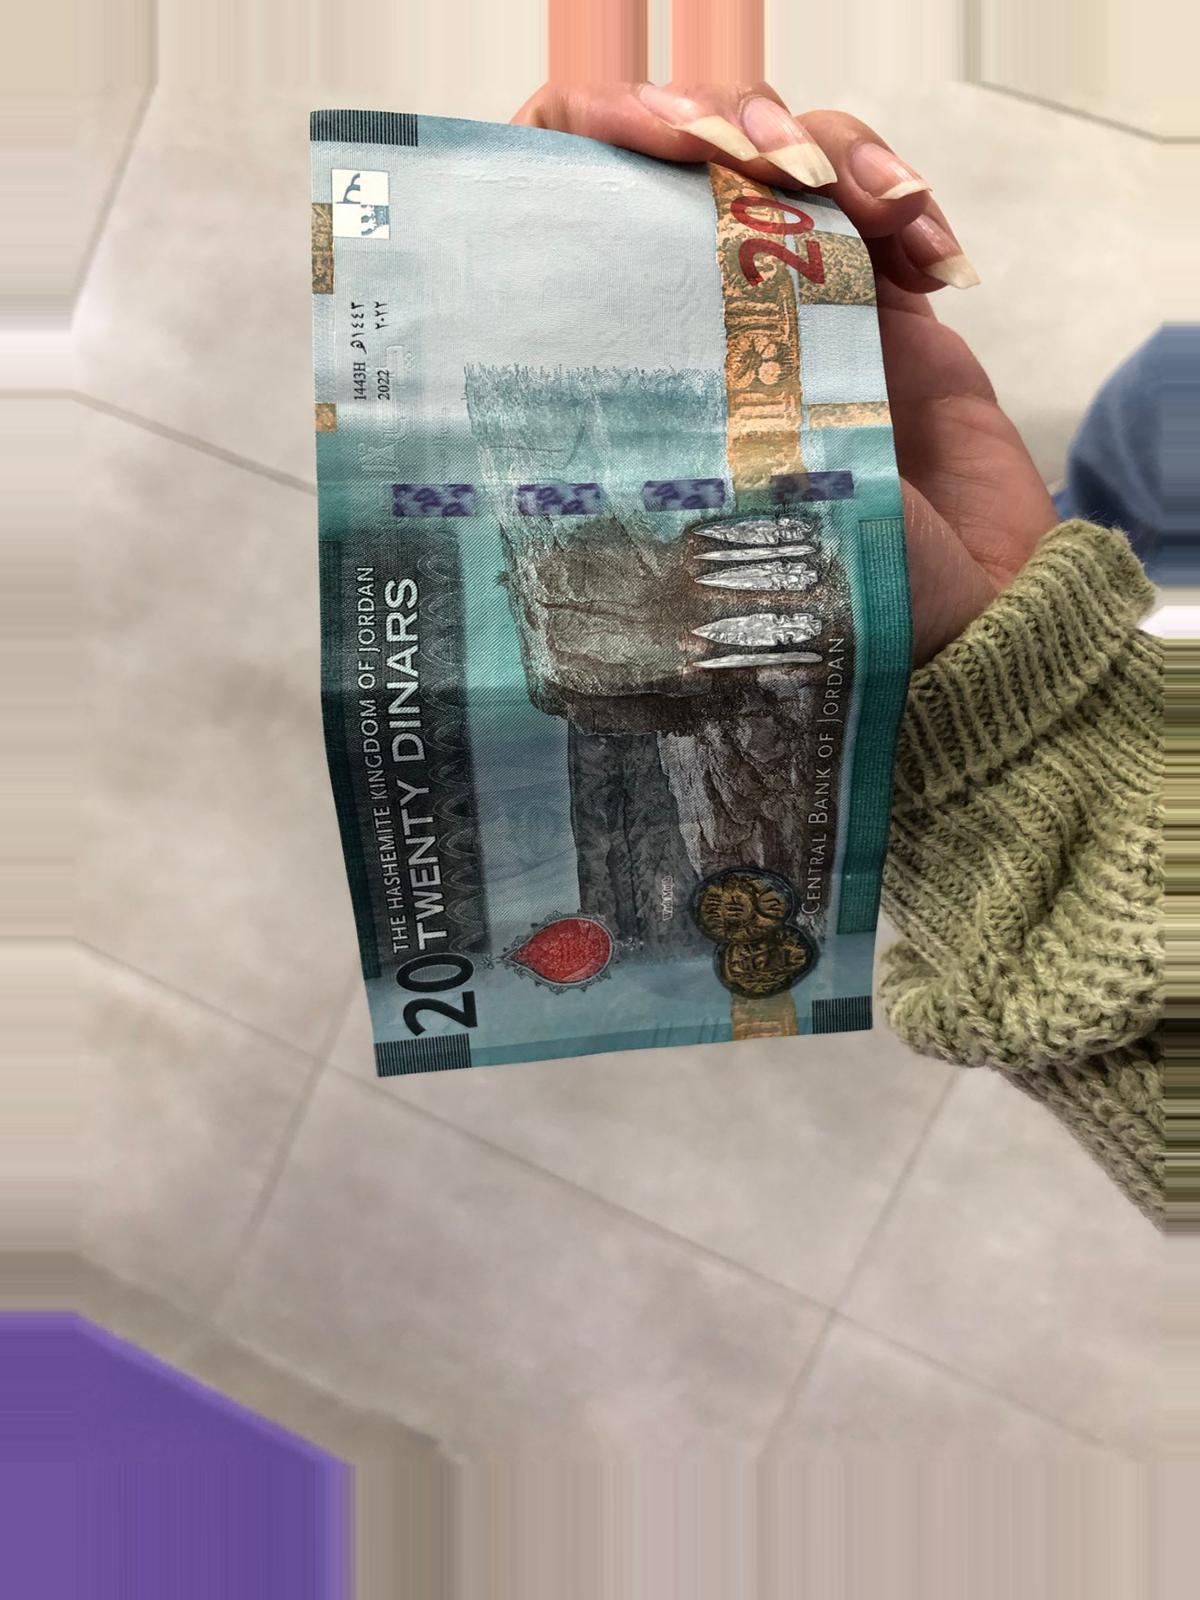 THE HASHEMITE KINGDOM OF JORDAN
20 TWENTY DINARS
1443H ١٤٤٣هـ
2022 ٢٠٢٢
20
CENTRAL BANK OF JORDAN